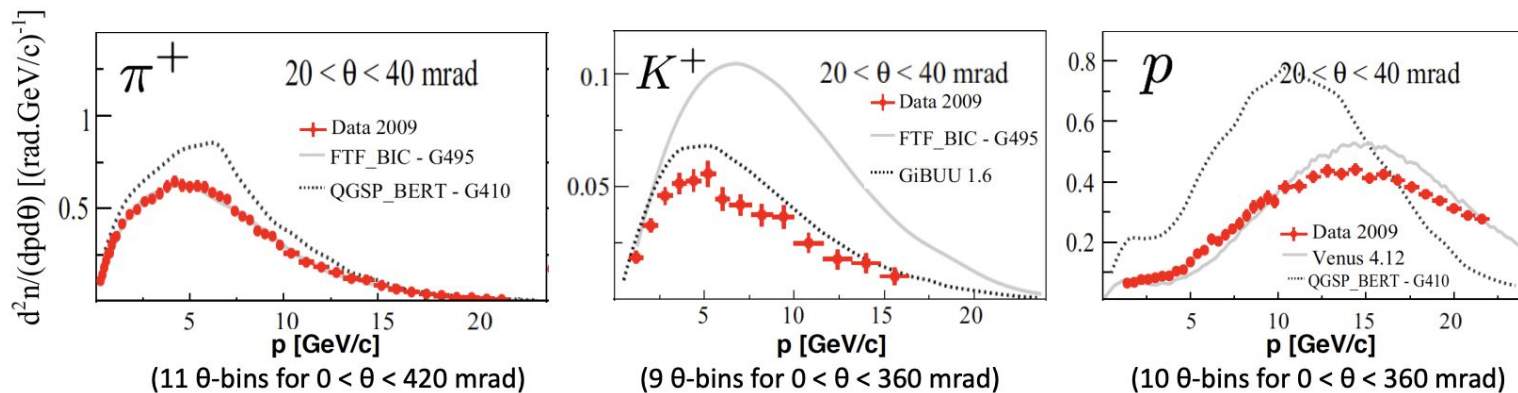 d²n/(dpdθ) [(rad.GeV/c)⁻¹]
π⁺
20 < θ < 40 mrad
Data 2009
FTF_BIC - G495
QGSP_BERT - G410
1
0.5
5 10 15 20
p [GeV/c]
(11 θ-bins for 0 < θ < 420 mrad)
K⁺
20 < θ < 40 mrad
Data 2009
FTF_BIC - G495
GiBUU 1.6
0.1
0.05
5 10 15 20
p [GeV/c]
(9 θ-bins for 0 < θ < 360 mrad)
p
20 < θ < 40 mrad
0.8
0.6
0.4
0.2
0
Data 2009
Venus 4.12
QGSP_BERT - G410
5 10 15 20
p [GeV/c]
(10 θ-bins for 0 < θ < 360 mrad)